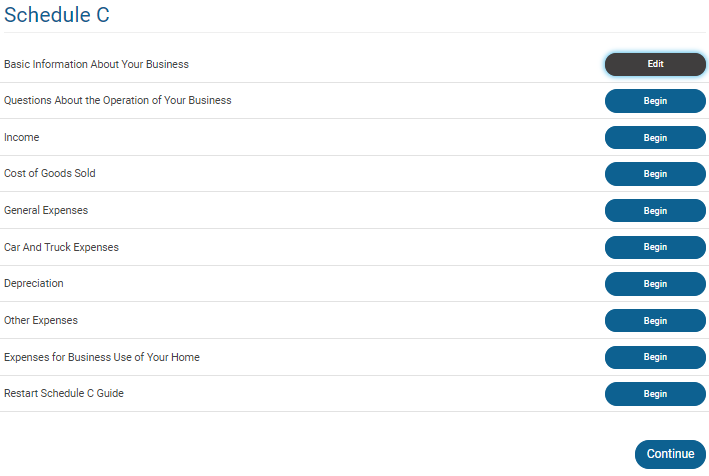 Schedule C
Basic Information About Your Business Edit
Questions About the Operation of Your Business Begin
Income Begin
Cost of Goods Sold Begin
General Expenses Begin
Car And Truck Expenses Begin
Depreciation Begin
Other Expenses Begin
Expenses for Business Use of Your Home Begin
Restart Schedule C Guide Begin
Continue